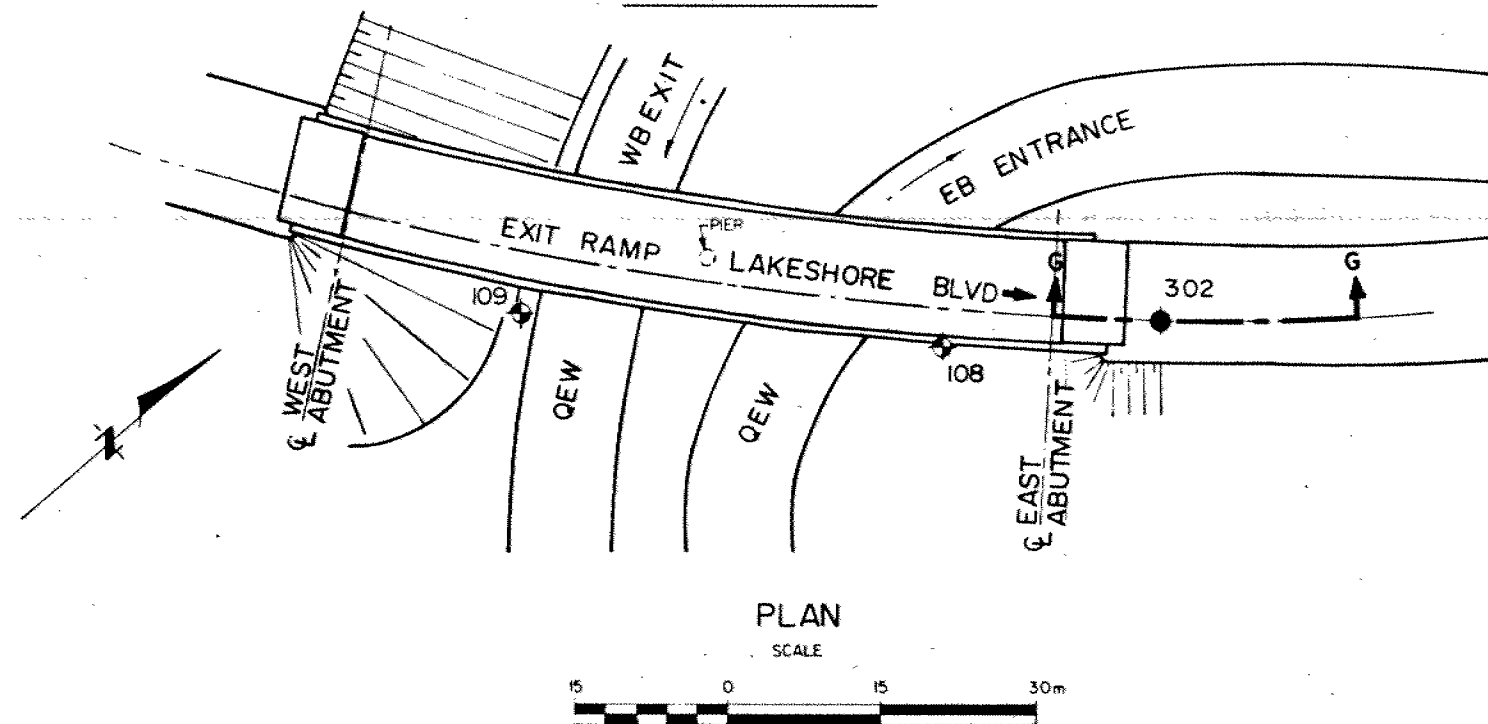 WB EXIT
EB ENTRANCE
EXIT RAMP
PIER
LAKESHORE BLVD
G
G
302
109
108
QEW
QEW
℄ WEST ABUTMENT
℄ EAST ABUTMENT
N
PLAN
SCALE
15 0 15 30m